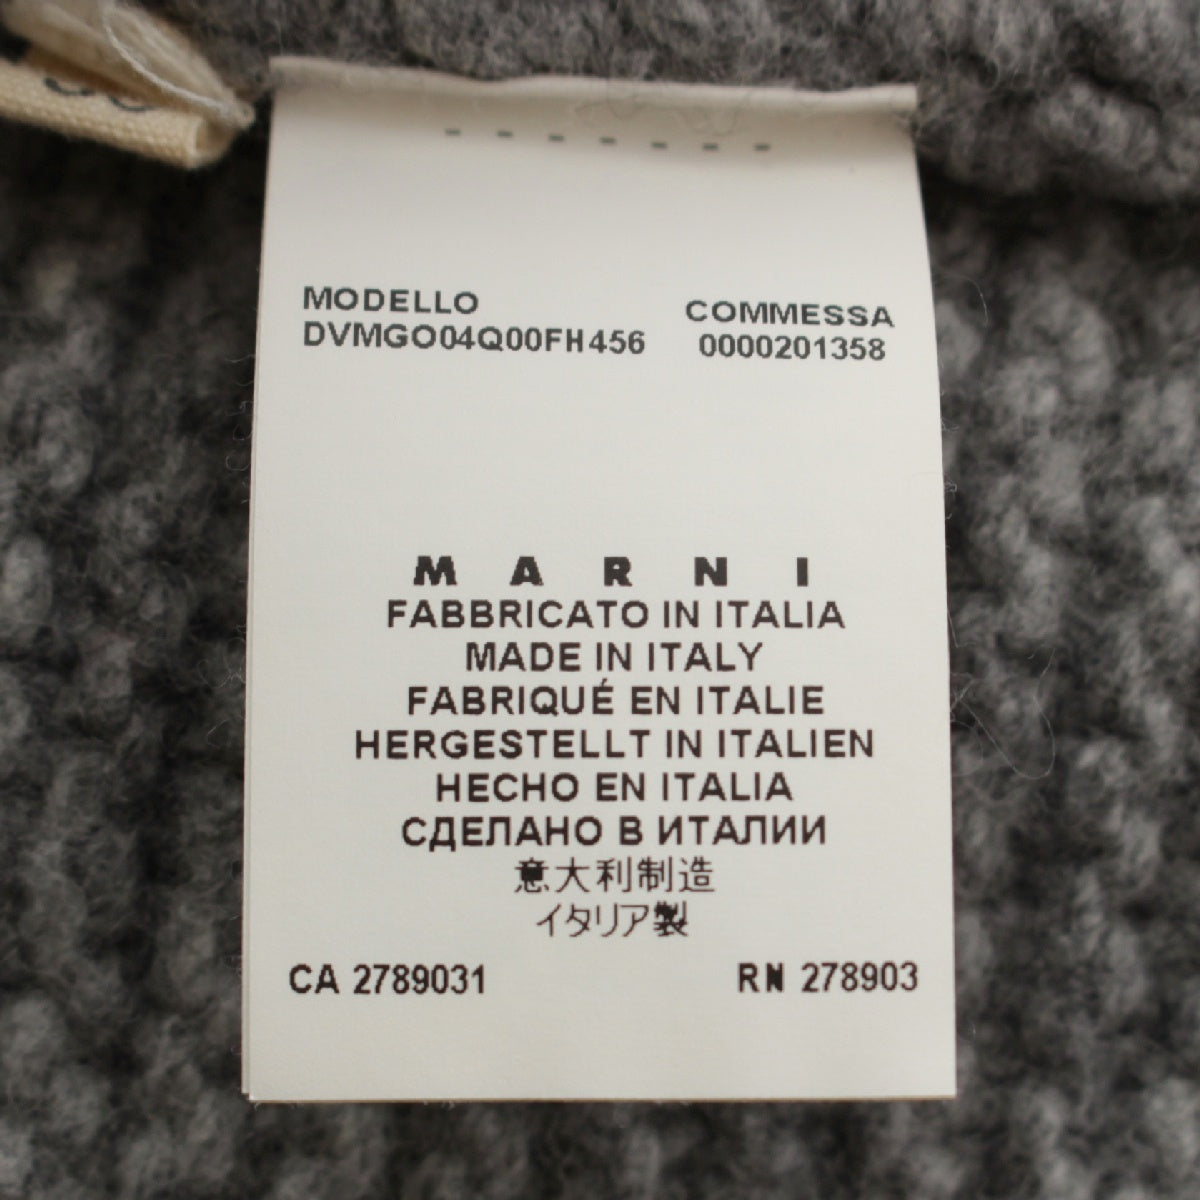 MODELLO COMMESSA
DVMGO04Q00FH456 0000201358
MARNI
FABBRICATO IN ITALIA
MADE IN ITALY
FABRIQUÉ EN ITALIE
HERGESTELLT IN ITALIEN
HECHO EN ITALIA
СДЕЛАНО В ИТАЛИИ
意大利制造
イタリア製
CA 2789031 RN 278903